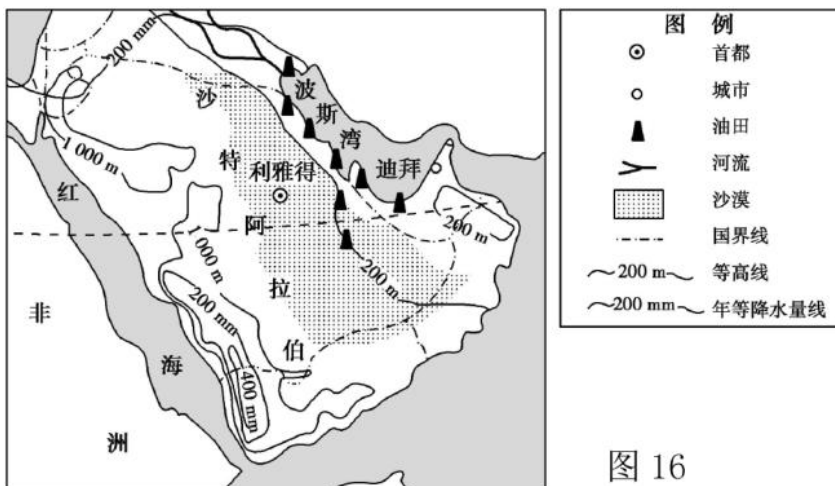 200 mm
沙特阿拉伯
波斯湾
1 000 m
利雅得
迪拜
200 m
红海
000 m
200 m
200 mm
400 mm
非洲
图 例
首都
城市
油田
河流
沙漠
国界线
200 m 等高线
200 mm 年等降水量线
图 16